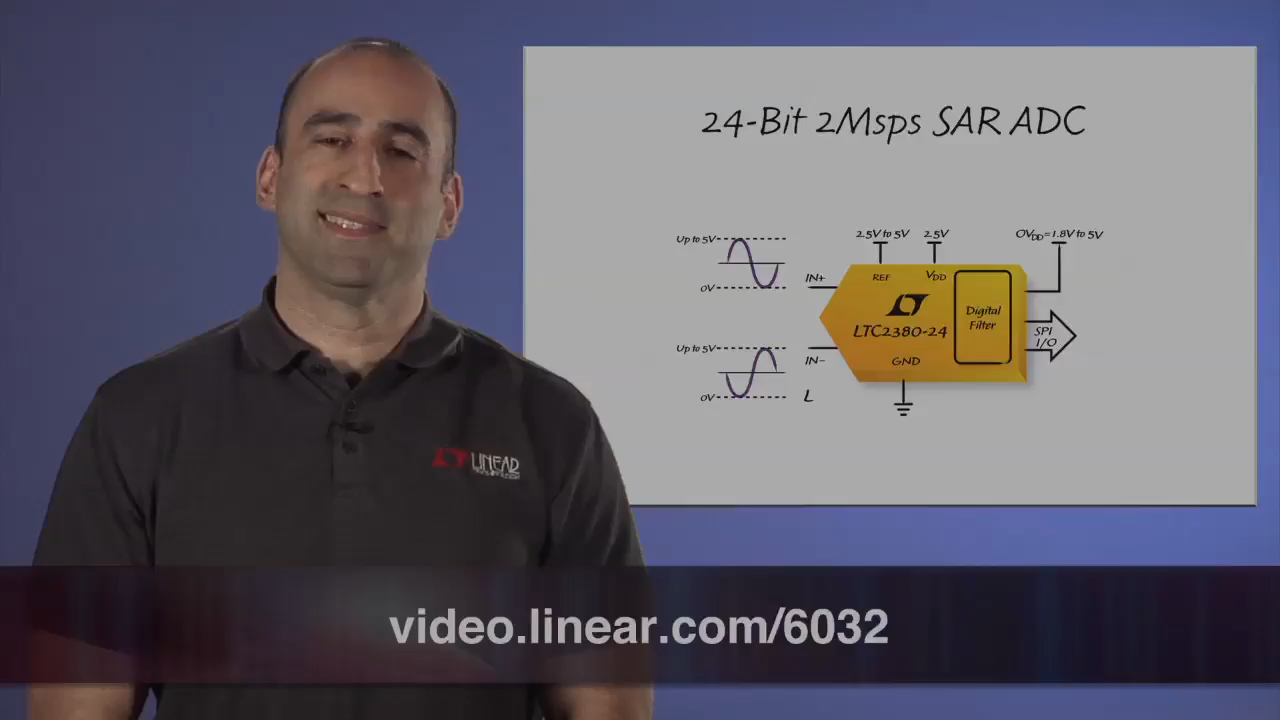 24-Bit 2Msps SAR ADC
Up to 5V
0V
IN+
2.5V to 5V
2.5V
OVDD=1.8V to 5V
REF
VDD
LTC2380-24
Digital
Filter
SPI
I/O
Up to 5V
0V
IN-
L
GND
LINEAR
video.linear.com/6032